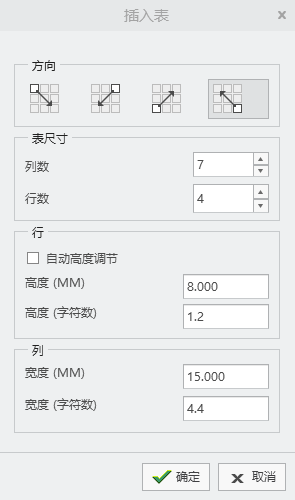 插入表
方向
表尺寸
列数 7
行数 4
行
自动高度调节
高度 (MM) 8.000
高度 (字符数) 1.2
列
宽度 (MM) 15.000
宽度 (字符数) 4.4
确定 取消